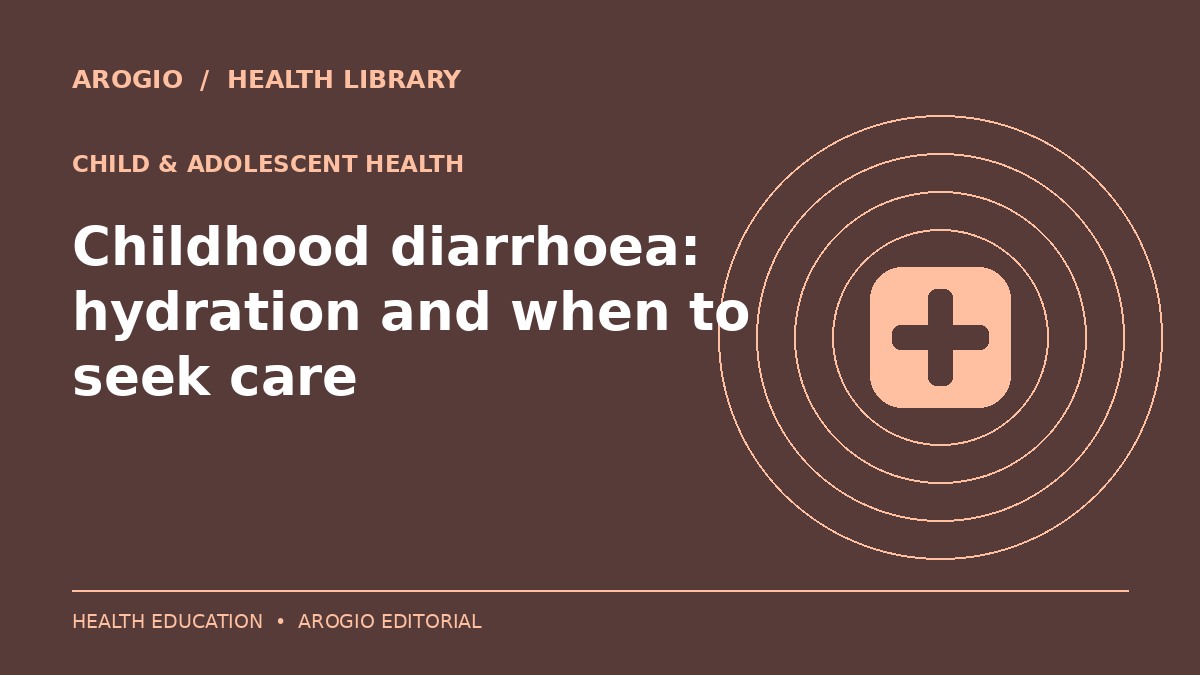 AROGIO / HEALTH LIBRARY
CHILD & ADOLESCENT HEALTH
Childhood diarrhoea:
hydration and when to
seek care
HEALTH EDUCATION • AROGIO EDITORIAL